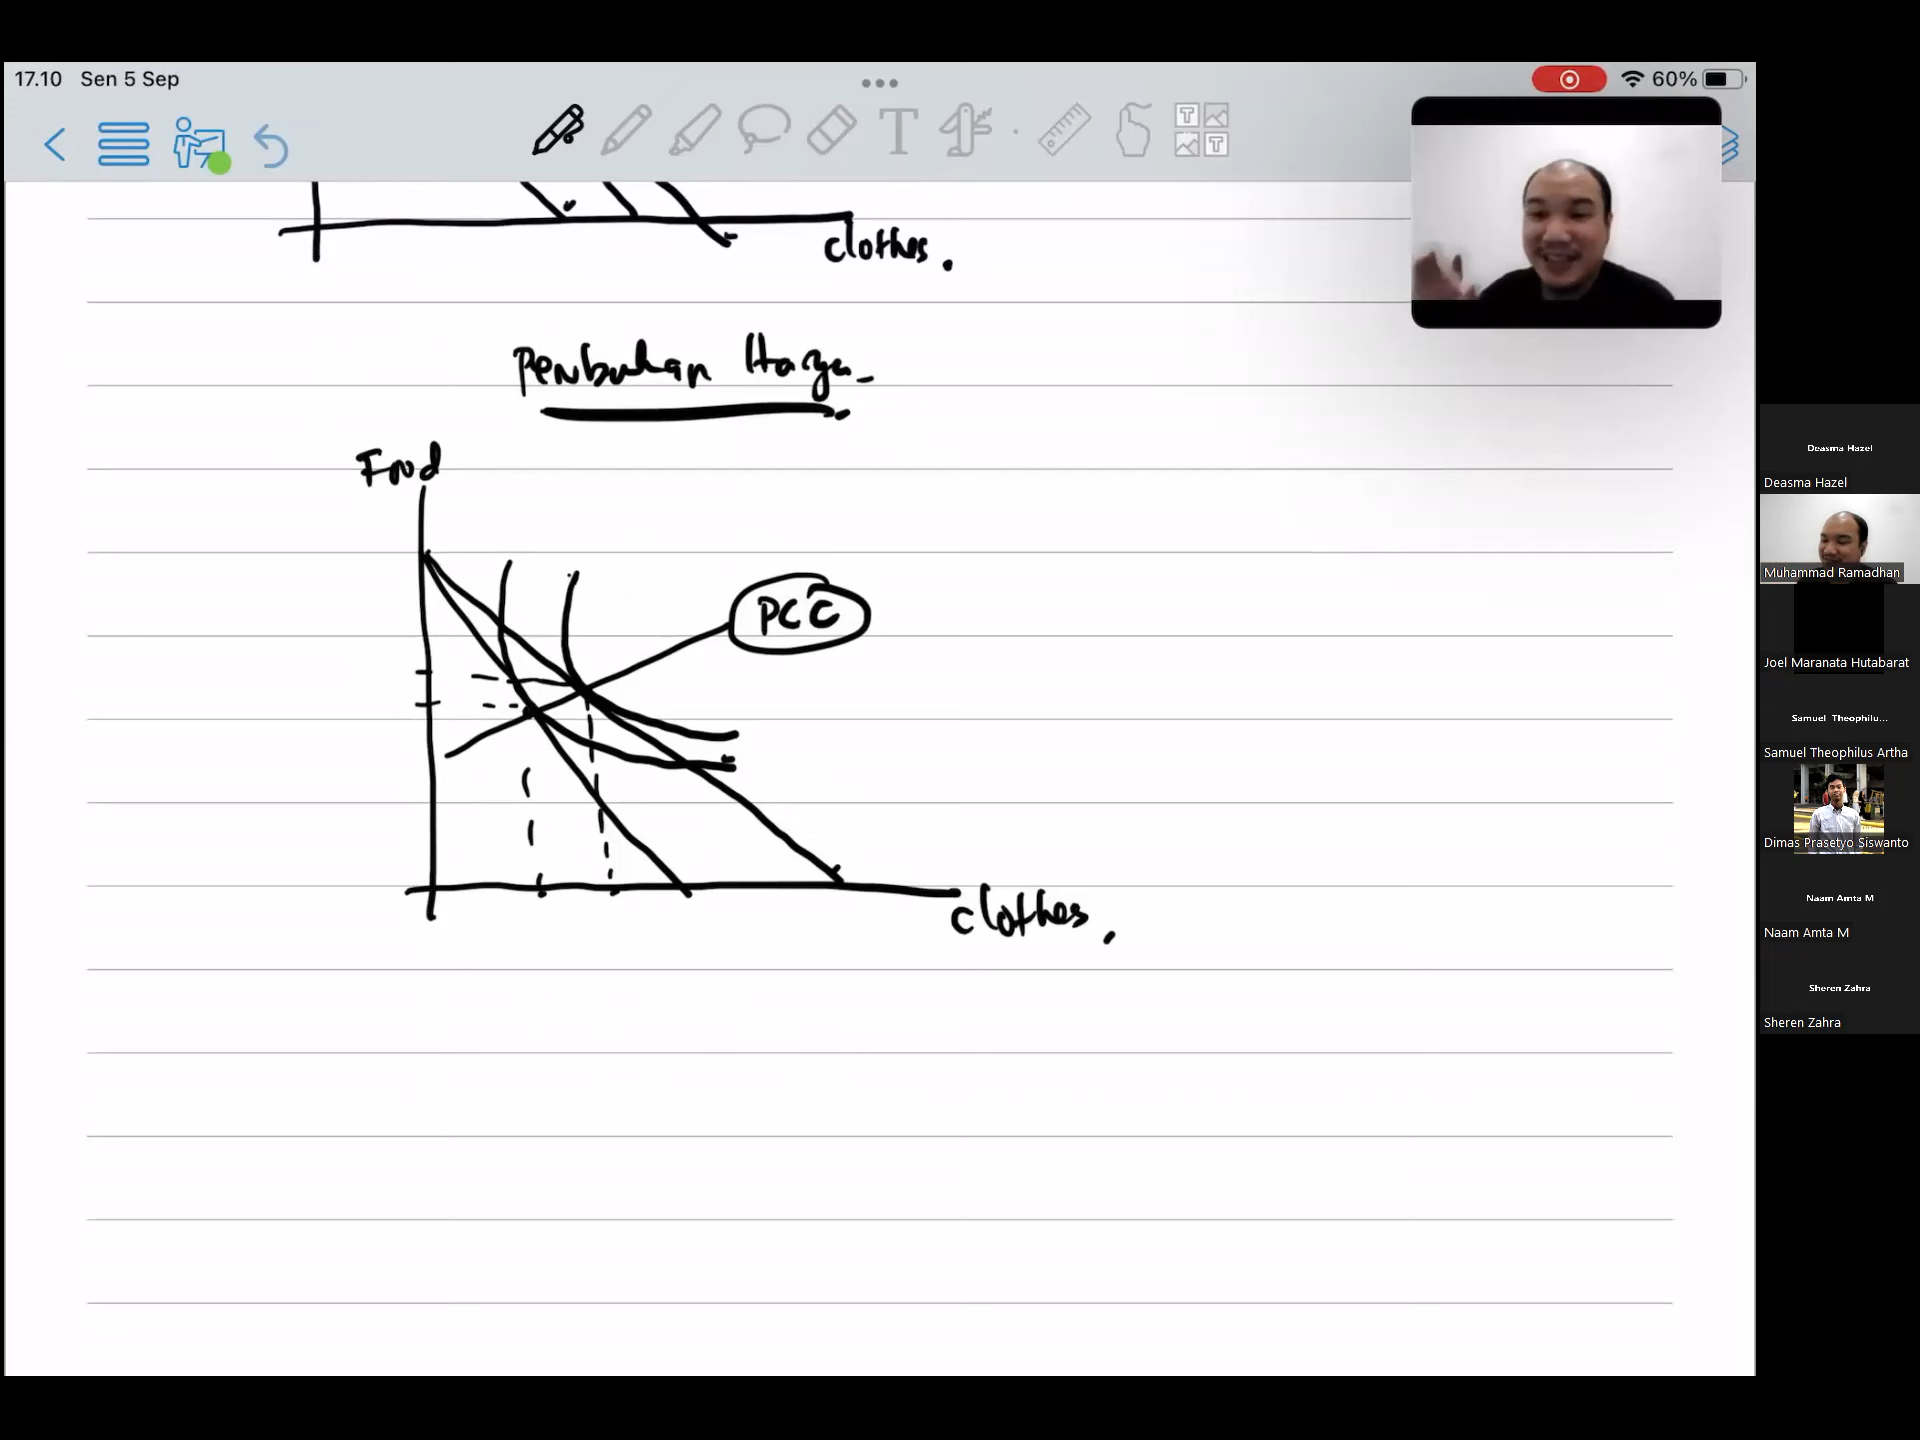 17.10 Sen 5 Sep
60%
T
T
T
clothes.
Perubahan Harga
Food
PCC
clothes.
Deasma Hazel
Deasma Hazel
Muhammad Ramadhan
Joel Maranata Hutabarat
Samuel Theophilu...
Samuel Theophilus Artha
Dimas Prasetyo Siswanto
Naam Amta M
Naam Amta M
Sheren Zahra
Sheren Zahra